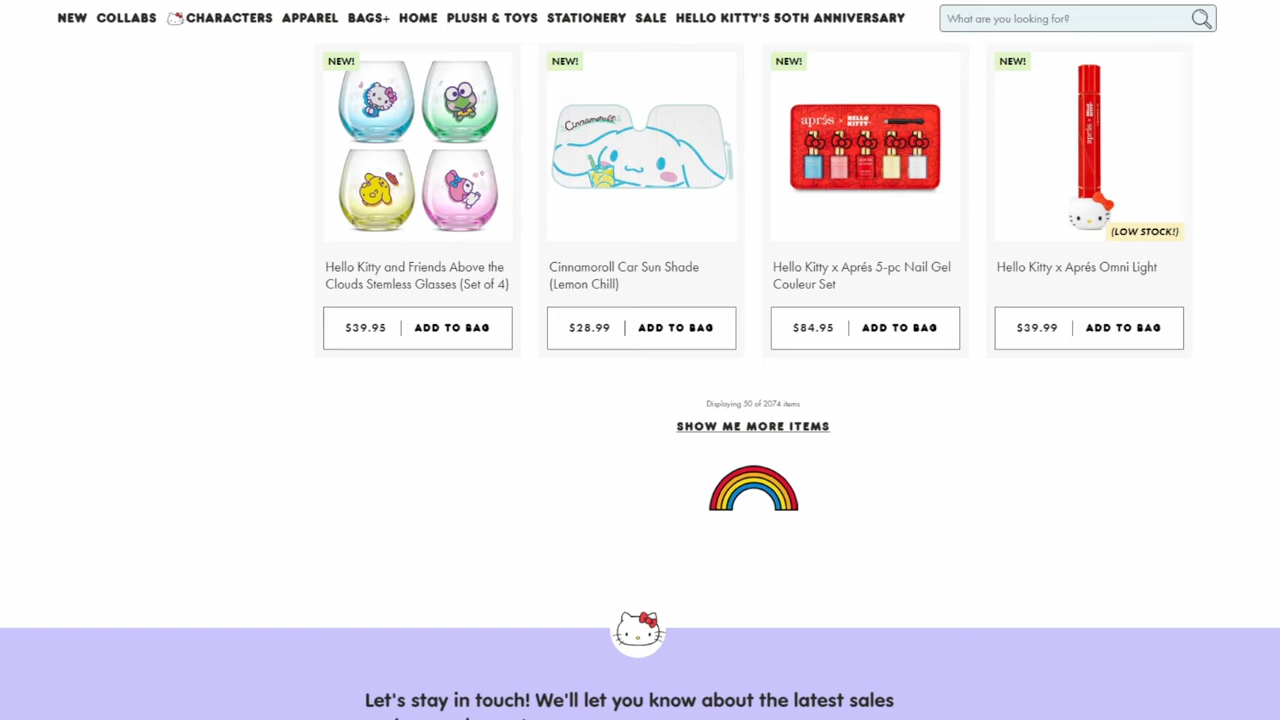 NEW COLLABS CHARACTERS APPAREL BAGS+ HOME PLUSH & TOYS STATIONERY SALE HELLO KITTY'S 50TH ANNIVERSARY
What are you looking for?
NEW! NEW! NEW! NEW!
Cinnamoroll
aprés x HELLO KITTY
(LOW STOCK!)
Hello Kitty and Friends Above the
Clouds Stemless Glasses (Set of 4)
Cinnamoroll Car Sun Shade
(Lemon Chill)
Hello Kitty x Aprés 5-pc Nail Gel
Couleur Set
Hello Kitty x Aprés Omni Light
$39.95 ADD TO BAG
$28.99 ADD TO BAG
$84.95 ADD TO BAG
$39.99 ADD TO BAG
Displaying 50 of 2074 items
SHOW ME MORE ITEMS
Let's stay in touch! We'll let you know about the latest sales